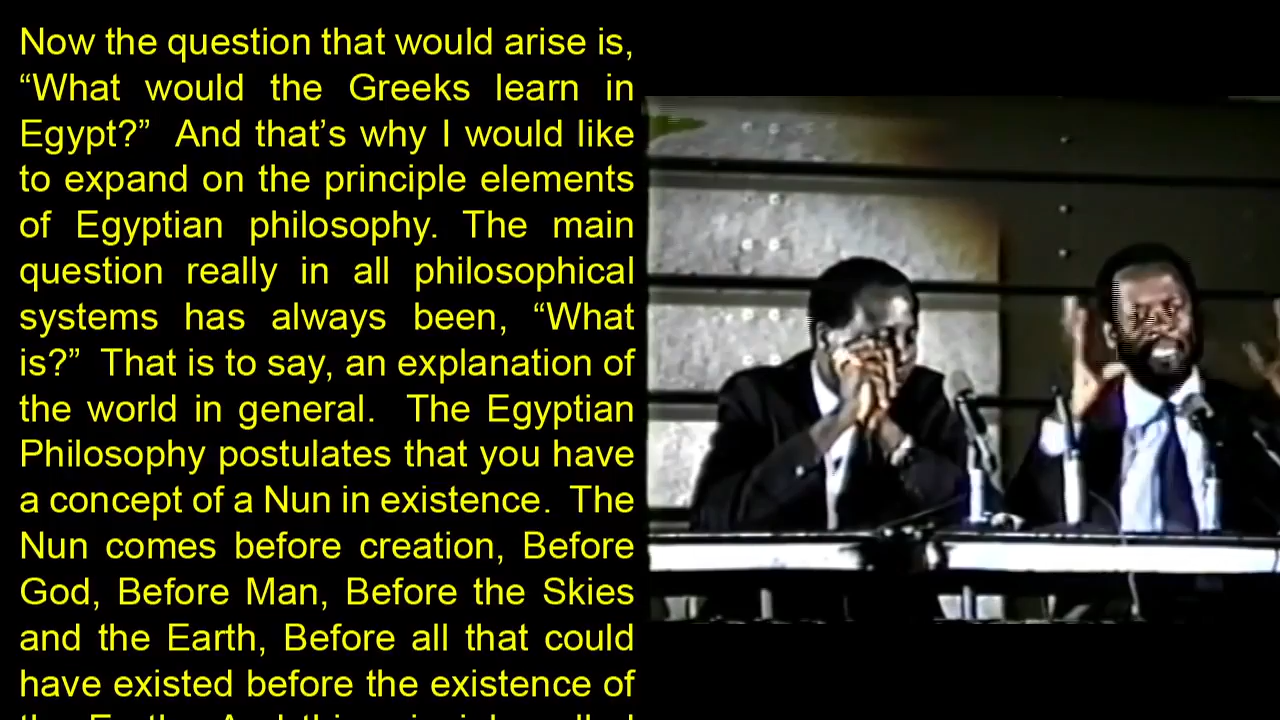 Now the question that would arise is,
“What would the Greeks learn in
Egypt?” And that’s why I would like
to expand on the principle elements
of Egyptian philosophy. The main
question really in all philosophical
systems has always been, “What
is?” That is to say, an explanation of
the world in general. The Egyptian
Philosophy postulates that you have
a concept of a Nun in existence. The
Nun comes before creation, Before
God, Before Man, Before the Skies
and the Earth, Before all that could
have existed before the existence of